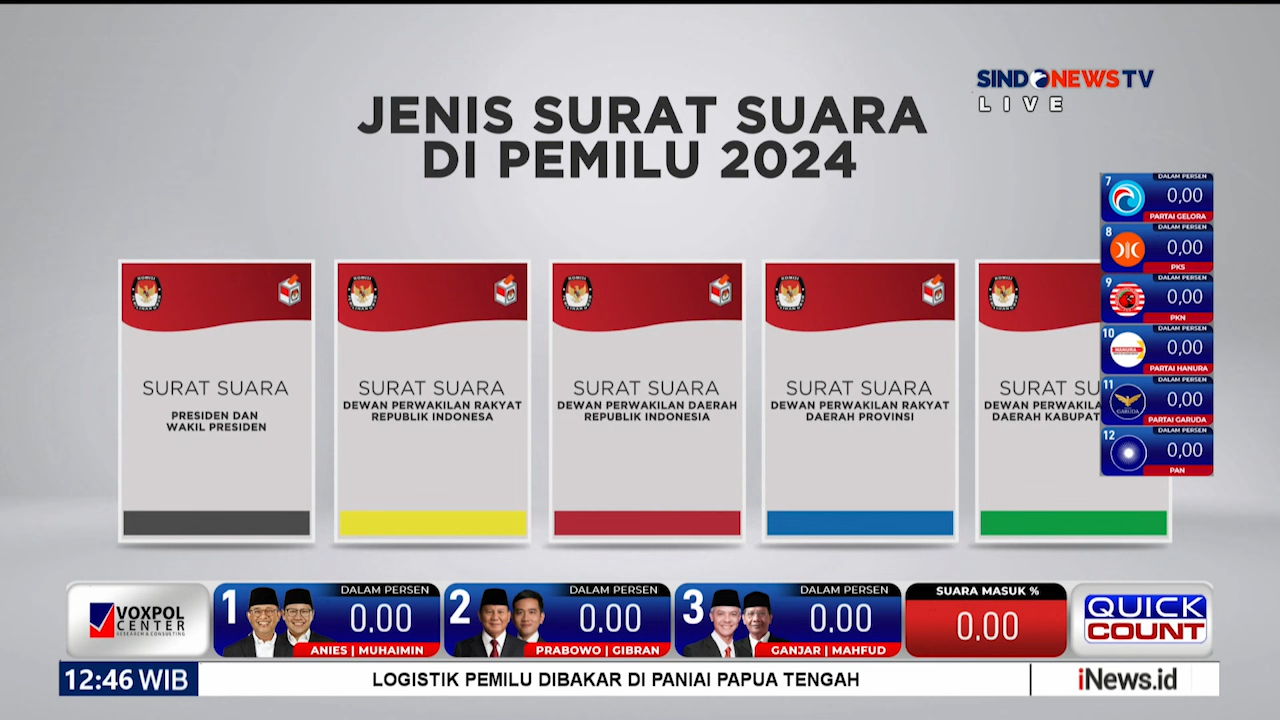 SINDONEWS TV
LIVE
JENIS SURAT SUARA
DI PEMILU 2024
SURAT SUARA
PRESIDEN DAN
WAKIL PRESIDEN
SURAT SUARA
DEWAN PERWAKILAN RAKYAT
REPUBLIK INDONESA
SURAT SUARA
DEWAN PERWAKILAN DAERAH
REPUBLIK INDONESIA
SURAT SUARA
DEWAN PERWAKILAN RAKYAT
DAERAH PROVINSI
SURAT SU
DEWAN PERWAKILA
DAERAH KABUPAT
7
DALAM PERSEN
0,00
PARTAI GELORA
8
DALAM PERSEN
0,00
PKS
9
DALAM PERSEN
0,00
PKN
10
DALAM PERSEN
0,00
HANURA
PARTAI HANURA
11
DALAM PERSEN
0,00
GARUDA
PARTAI GARUDA
12
DALAM PERSEN
0,00
PAN
VOXPOL
CENTER
RESEARCH & CONSULTING
1
DALAM PERSEN
0,00
ANIES | MUHAIMIN
2
DALAM PERSEN
0,00
PRABOWO | GIBRAN
3
DALAM PERSEN
0,00
GANJAR | MAHFUD
SUARA MASUK %
0,00
QUICK
COUNT
12:46 WIB
LOGISTIK PEMILU DIBAKAR DI PANIAI PAPUA TENGAH
iNews.id